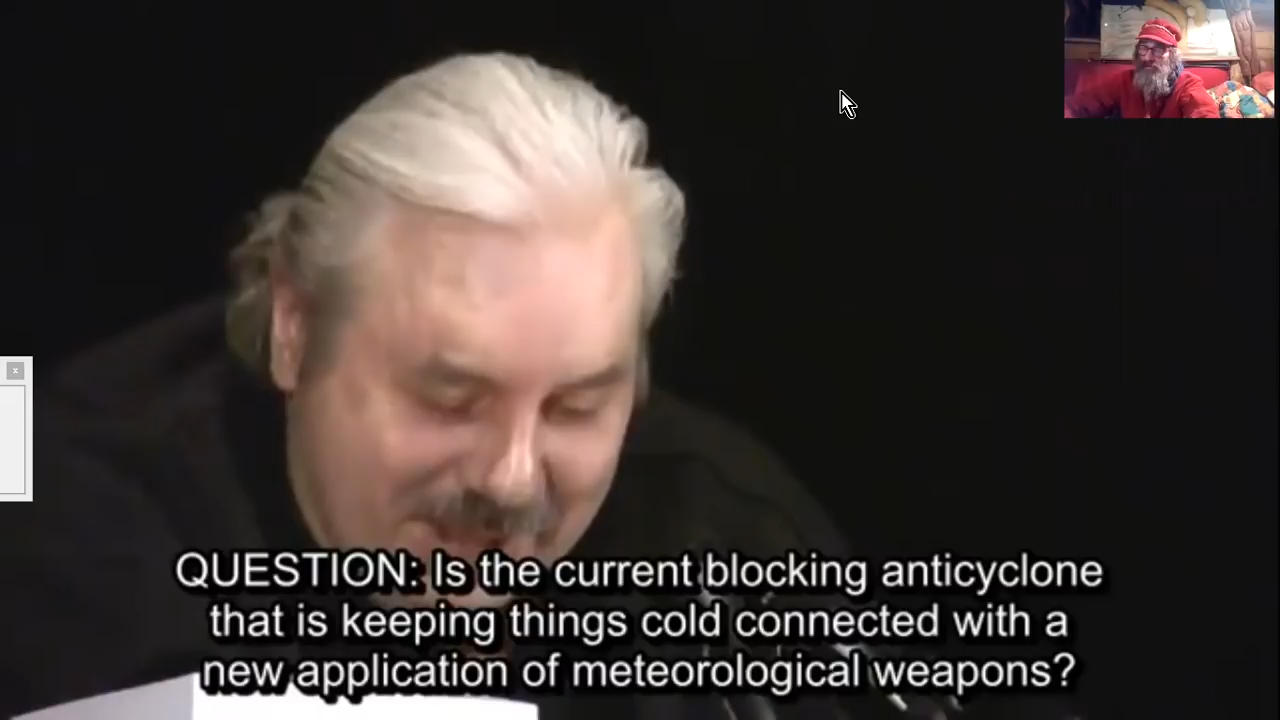 QUESTION: Is the current blocking anticyclone
that is keeping things cold connected with a
new application of meteorological weapons?